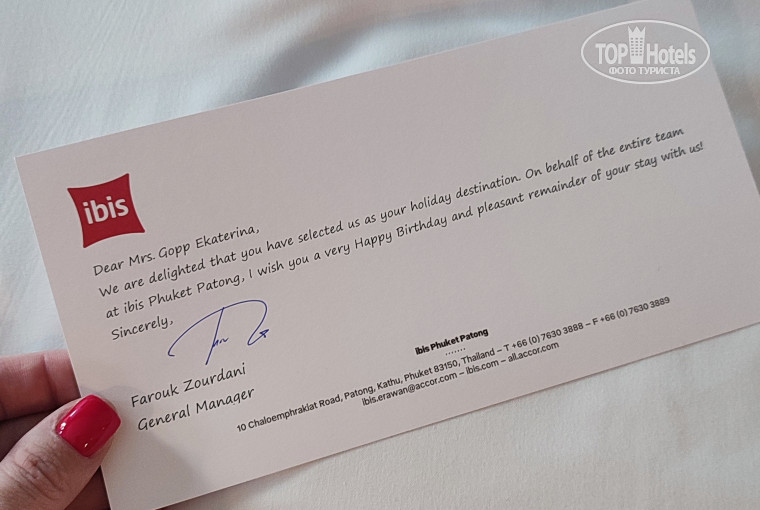 TOP Hotels
ФОТО ТУРИСТА
ibis
Dear Mrs. Gopp Ekaterina,
We are delighted that you have selected us as your holiday destination. On behalf of the entire team
at ibis Phuket Patong, I wish you a very Happy Birthday and pleasant remainder of your stay with us!
Sincerely,
Farouk Zourdani
General Manager
ibis Phuket Patong
10 Chaloemphrakiat Road, Patong, Kathu, Phuket 83150, Thailand – T +66 (0) 7630 3888 – F +66 (0) 7630 3889
ibis.erawan@accor.com – ibis.com – all.accor.com